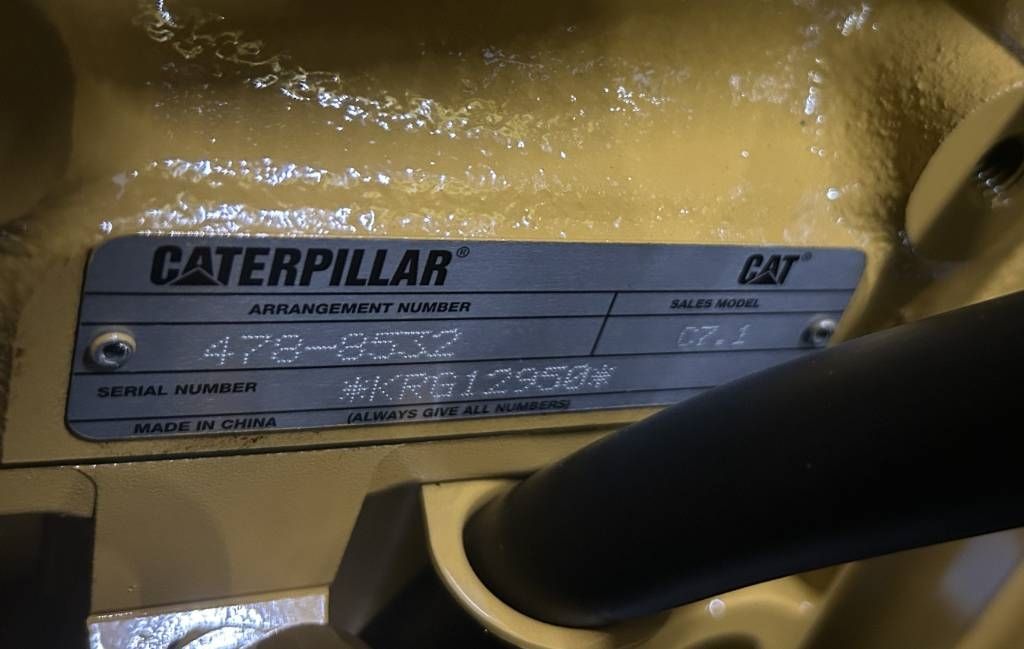 CATERPILLAR® CAT®
ARRANGEMENT NUMBER SALES MODEL
478-8532 C7.1
SERIAL NUMBER *KRG12950*
MADE IN CHINA (ALWAYS GIVE ALL NUMBERS)